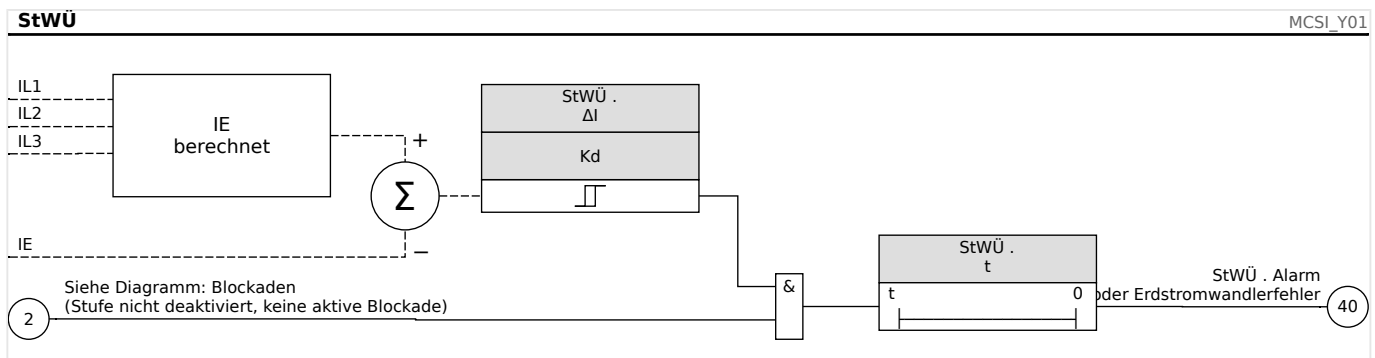 StWÜ
MCSI_Y01
IL1
IL2
IL3
IE
berechnet
+
Σ
−
StWÜ .
ΔI
Kd
IE
Siehe Diagramm: Blockaden
(Stufe nicht deaktiviert, keine aktive Blockade)
2
&
StWÜ .
t
t
0
StWÜ . Alarm
oder Erdstromwandlerfehler
40